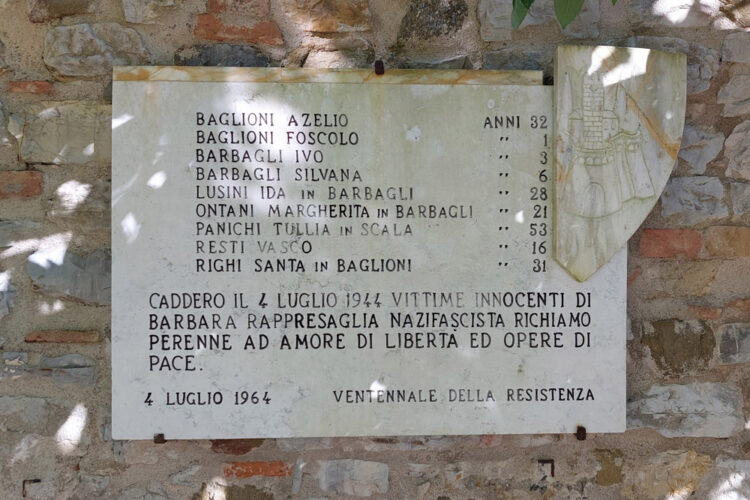 BAGLIONI AZELIO ANNI 32
BAGLIONI FOSCOLO " 1
BARBAGLI IVO " 3
BARBAGLI SILVANA " 6
LUSINI IDA IN BARBAGLI " 28
ONTANI MARGHERITA IN BARBAGLI " 21
PANICHI TULLIA IN SCALA " 53
RESTI VASCO " 16
RIGHI SANTA IN BAGLIONI " 31
CADDERO IL 4 LUGLIO 1944 VITTIME INNOCENTI DI
BARBARA RAPPRESAGLIA NAZIFASCISTA RICHIAMO
PERENNE AD AMORE DI LIBERTÀ ED OPERE DI
PACE.
4 LUGLIO 1964 VENTENNALE DELLA RESISTENZA